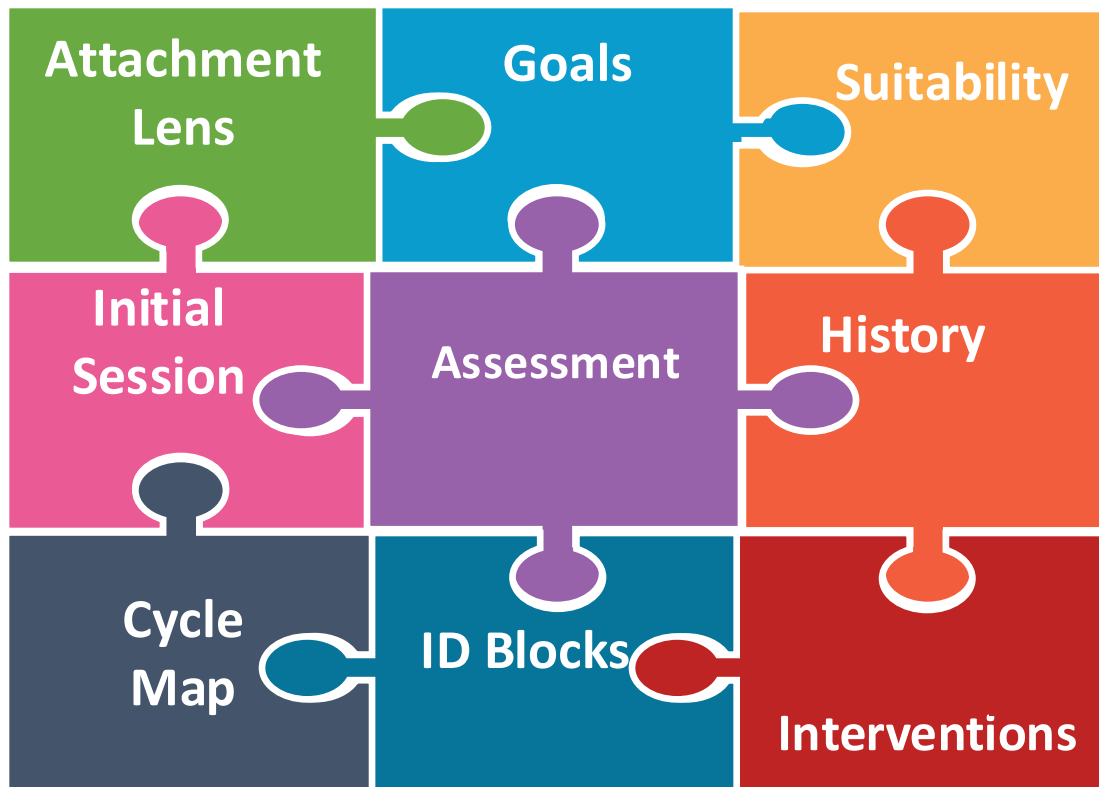 Attachment
Lens
Goals
Suitability
Initial
Session
Assessment
History
Cycle
Map
ID Blocks
Interventions